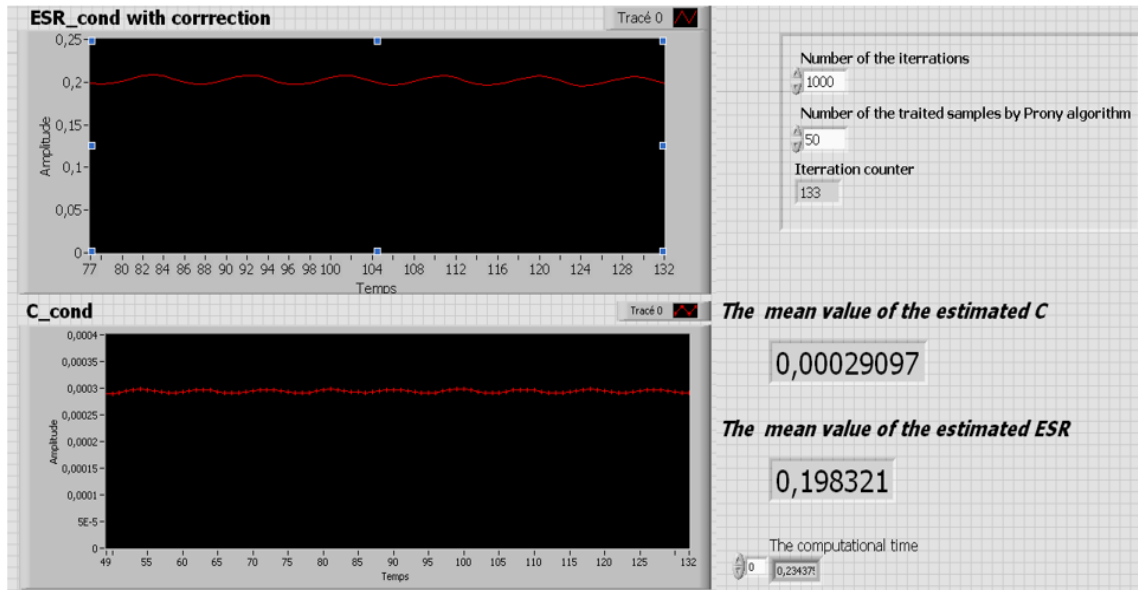 ESR_cond with corrrection
Tracé 0
0,25
0,2
0,15
0,1
0,05
0
Amplitude
77 80 82 84 86 88 90 92 94 96 98 100 104 108 112 116 120 124 128 132
Temps
C_cond
Tracé 0
0,0004
0,00035
0,0003
0,00025
0,0002
0,00015
0,0001
5E-5
0
Amplitude
49 55 60 65 70 75 80 85 90 95 100 105 110 115 120 125 132
Temps
Number of the iterrations
1000
Number of the traited samples by Prony algorithm
50
Iterration counter
133
The mean value of the estimated C
0,00029097
The mean value of the estimated ESR
0,198321
The computational time
0